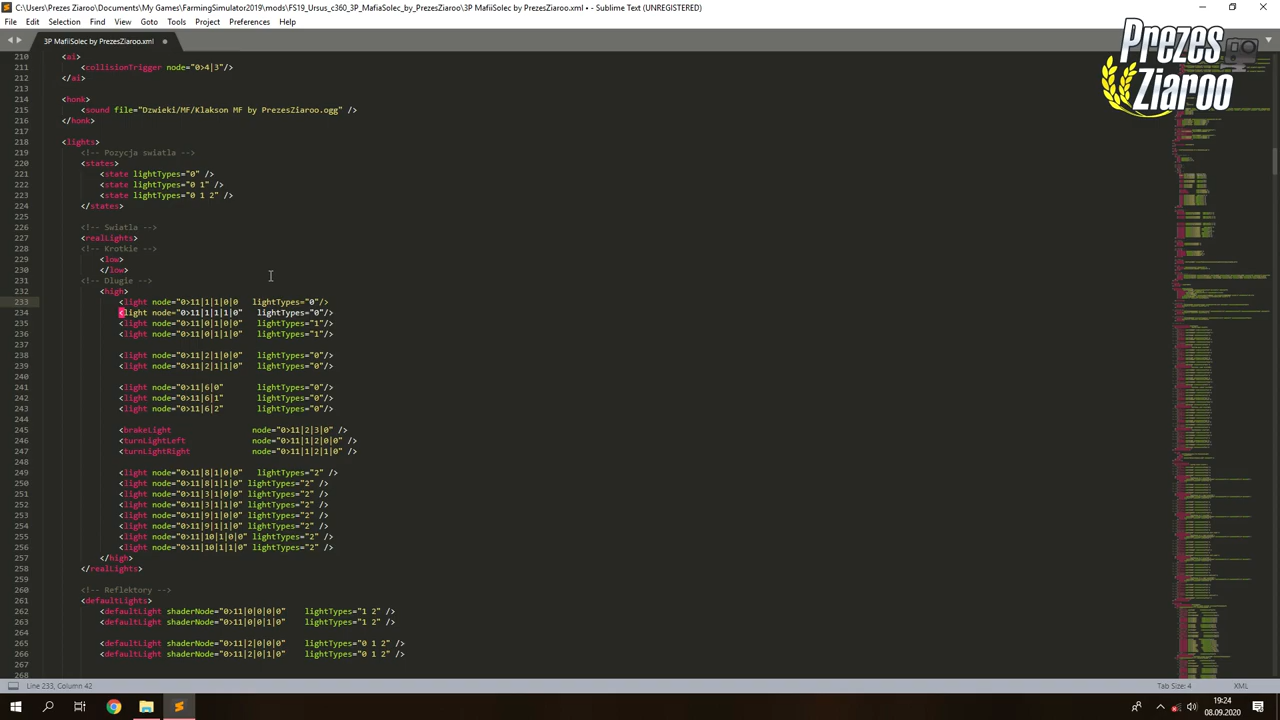 C:\Users\Prezes Ziaroo\Documents\My Games\FarmingSimulator2019\mods\FS19_Ursus_c360_3P_MafiaSolec_by_PrezesZiaroo\3P MafiiSolec by PrezesZiaroo.xml • - Sublime Text (UNREGISTERED)
File Edit Selection Find View Goto Tools Project Preferences Help
3P MafiiSolec by PrezesZiaroo.xml
Prezes
Ziaroo
210 <ai>
211 <collisionTrigger node="0>4|3"/>
212 </ai>
213
214 <honk>
215 <sound file="Dzwieki/MF/Klakson MF by PrezesZiaroo.ogg" />
216 </honk>
217
218 <lights>
219 <!-- Pozycja swiatla -->
220 <states>
221 <state lightTypes="0" />
222 <state lightTypes="0 1" />
223 <state lightTypes="0 1 2" />
224 </states>
225
226 <!-- Swiatla -->
227 <realLights>
228 <!-- Krotkie -->
229 <low>
230 </low>
231 <!-- Dlugie -->
232 <high>
233 <light node="0>11|1|1|0|0 lightTypes="0"/>
234 <light node="0>11|1|1|1|0" lightTypes="0"/>
235 <light node="0>11|0|1|0|0" lightTypes="1"/>
236 <light node="0>11|0|1|1|0" lightTypes="1"/>
237
238 <light node="0>11|2|1|0|0" lightTypes="0"/>
239 <light node="0>11|2|1|1|0" lightTypes="0"/>
240
241 <light node="0>11|6|0" lightTypes="0"/>
242 <light node="0>11|6|1" lightTypes="0"/>
243 <light node="0>11|6|2" lightTypes="0"/>
244
245 <brakeLight node="0>11|2|3|0" />
246 <turnLightLeft node="0>11|1|2|0|0" />
247 <turnLightRight node="0>11|1|2|1|0" />
248
249 <light node="0>11|8|1|0|0" lightTypes="2" />
250 <light node="0>11|8|1|1|0" lightTypes="2" />
251 <light node="0>11|3|1|0|0" lightTypes="2" />
252 <light node="0>11|3|1|1|0" lightTypes="2" />
253 <light node="0>11|9|1|0|0" lightTypes="2" />
254 <light node="0>11|9|1|1|0" lightTypes="2" />
255 <light node="0>11|10|1|0|0" lightTypes="2" />
256 <light node="0>11|10|1|1|0" lightTypes="2" />
257 </high>
258 </realLights>
259
260 <!-- Reflektory -->
261 <defaultLights>
262 <defaultLight shaderNode="0>11|0|0|0|0" lightTypes="1 2" />
263 <defaultLight shaderNode="0>11|0|0|1|0" lightTypes="1 2" />
264
265 <defaultLight shaderNode="0>11|2|0|0|0" lightTypes="0 1 2" />
266 <defaultLight shaderNode="0>11|2|0|1|0" lightTypes="0 1 2" />
267
268
Line 233, Column 42 Tab Size: 4 XML
19:24
08.09.2020